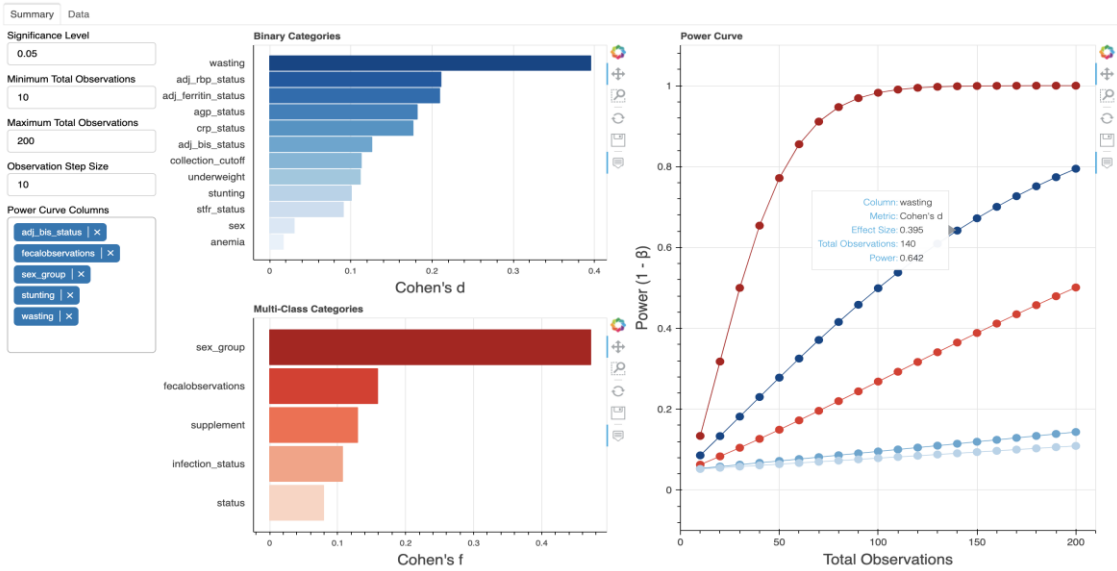 Summary Data
Significance Level
0.05
Minimum Total Observations
10
Maximum Total Observations
200
Observation Step Size
10
Power Curve Columns
adj_bis_status | ×
fecalobservations | ×
sex_group | ×
stunting | ×
wasting | ×
Binary Categories
wasting
adj_rbp_status
adj_ferritin_status
agp_status
crp_status
adj_bis_status
collection_cutoff
underweight
stunting
stfr_status
sex
anemia
0 0.1 0.2 0.3 0.4
Cohen's d
Multi-Class Categories
sex_group
fecalobservations
supplement
infection_status
status
0 0.1 0.2 0.3 0.4
Cohen's f
Power Curve
1
0.8
0.6
0.4
0.2
0
Power (1 - β)
Column: wasting
Metric: Cohen's d
Effect Size: 0.395
Total Observations: 140
Power: 0.642
0 50 100 150 200
Total Observations